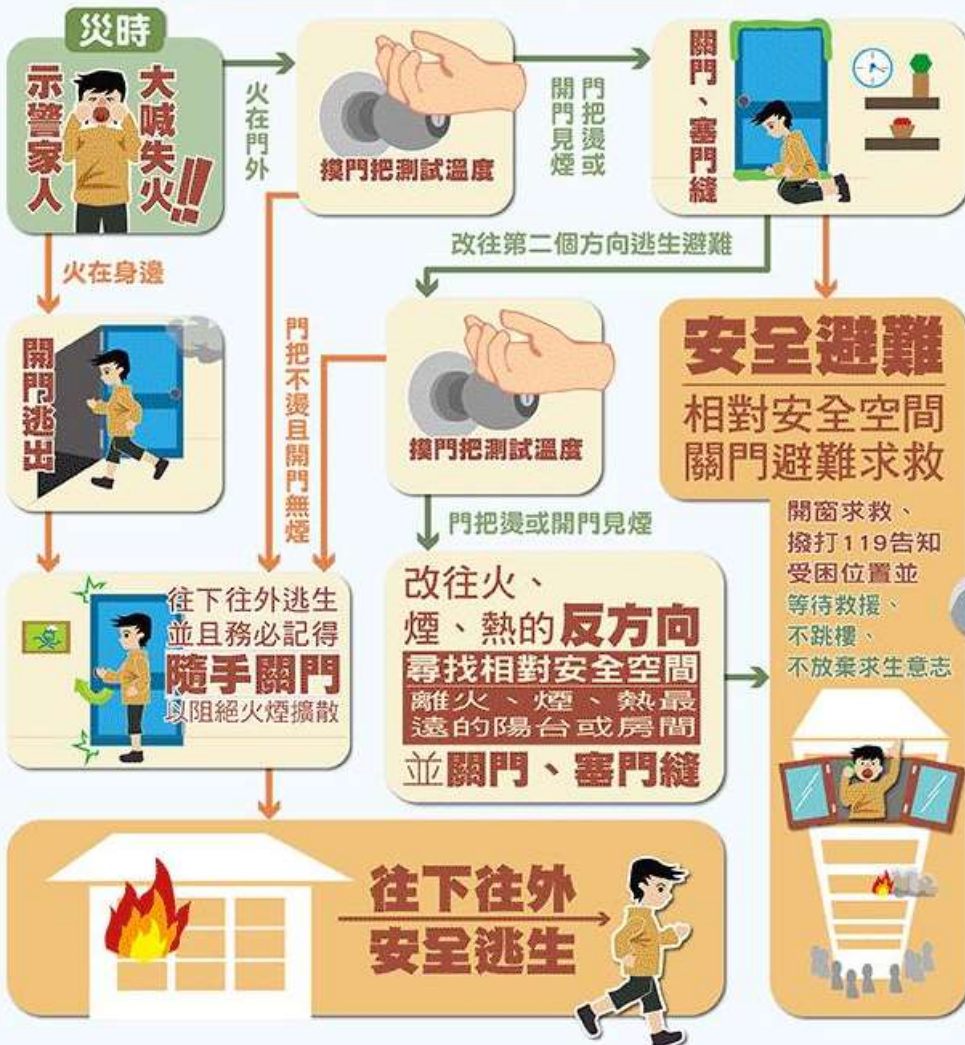 災時
大喊失火!!
示警家人
火在門外
摸門把測試溫度
門把燙或
開門見煙
關門、塞門縫
火在身邊
開門逃出
門把不燙且開門無煙
改往第二個方向逃生避難
摸門把測試溫度
門把燙或開門見煙
安全避難
相對安全空間
關門避難求救
開窗求救、
撥打119告知
受困位置並
等待救援、
不跳樓、
不放棄求生意志
往下往外逃生
並且務必記得
隨手關門
以阻絕火煙擴散
改往火、
煙、熱的反方向
尋找相對安全空間
離火、煙、熱最
遠的陽台或房間
並關門、塞門縫
往下往外
安全逃生